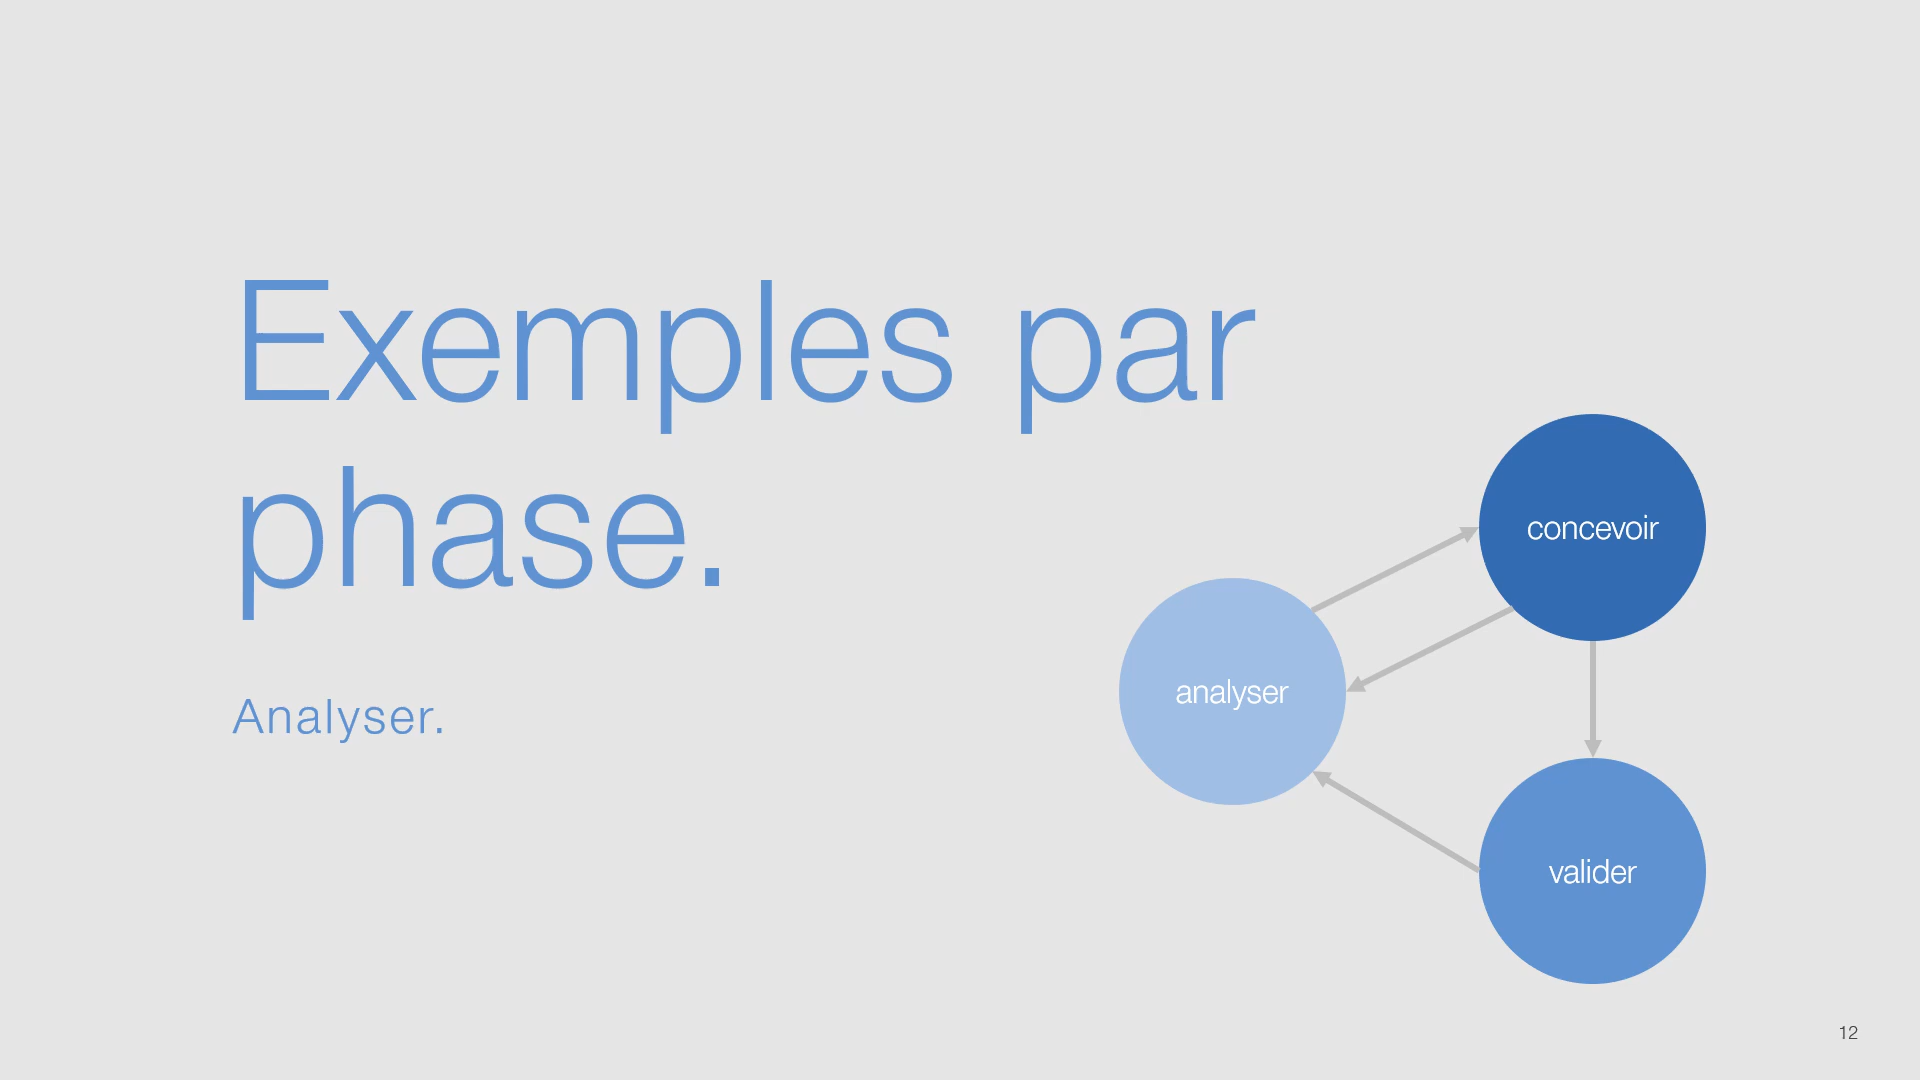 Exemples par
phase.
Analyser.
concevoir
analyser
valider
12